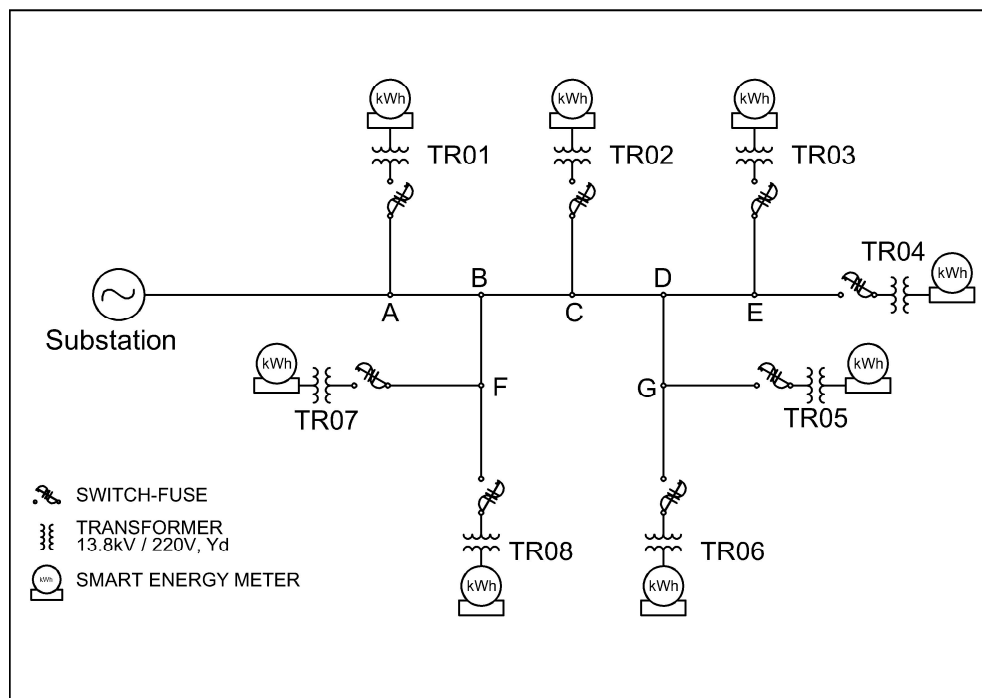 kWh
kWh
kWh
TR01
TR02
TR03
TR04
kWh
B
D
A
C
E
Substation
kWh
kWh
F
G
TR07
TR05
SWITCH-FUSE
TRANSFORMER
13.8kV / 220V, Yd
TR08
TR06
kWh
SMART ENERGY METER
kWh
kWh